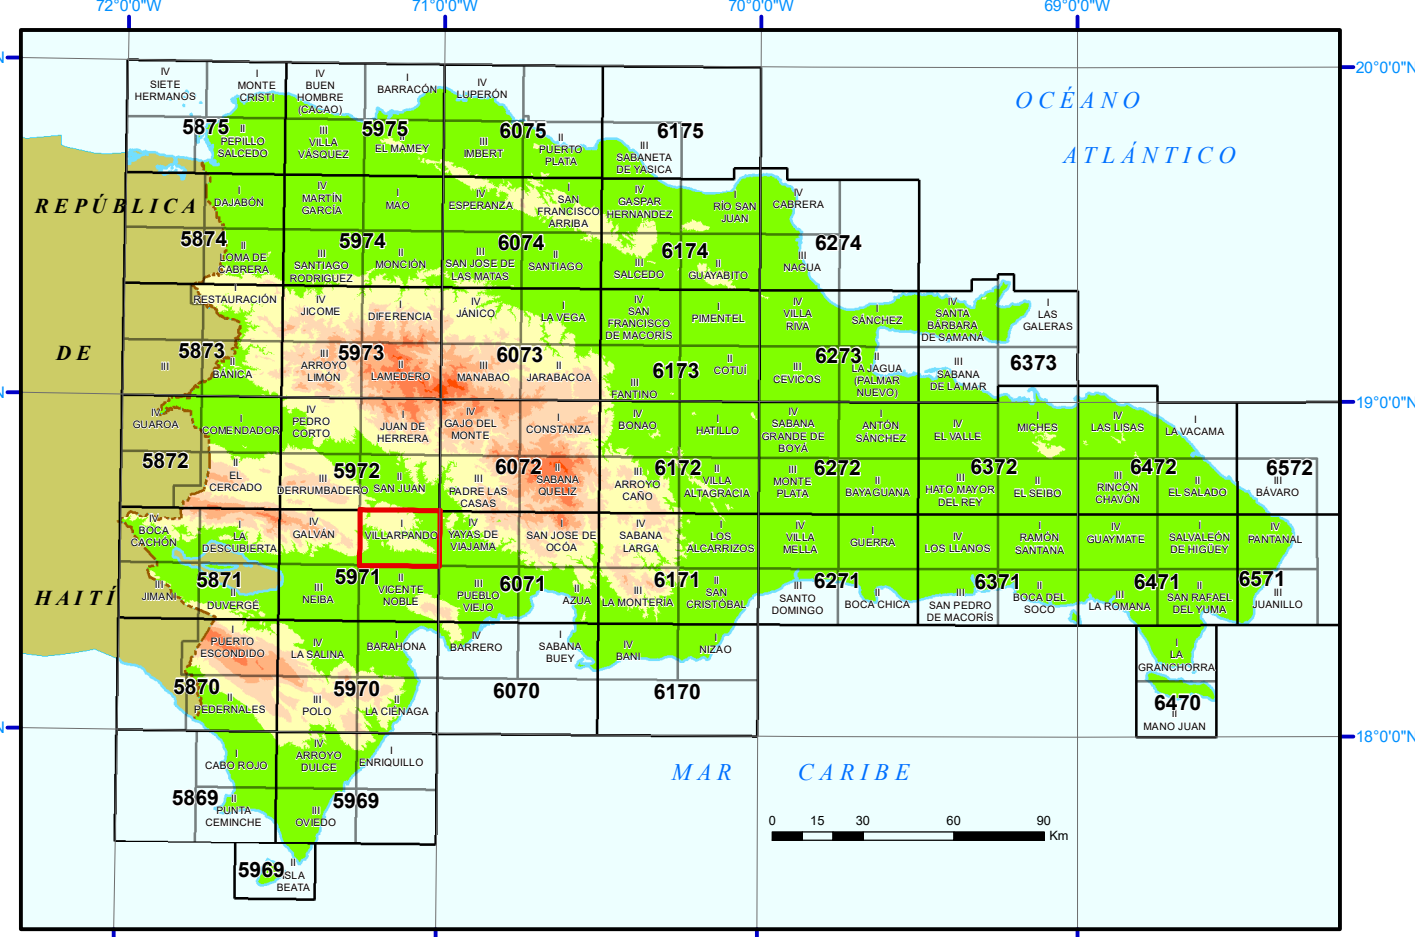 72°0'0"W
71°0'0"W
70°0'0"W
69°0'0"W
20°0'0"N
19°0'0"N
18°0'0"N
OCÉANO
ATLÁNTICO
REPÚBLICA
DE
HAITÍ
MAR CARIBE
0 15 30 60 90
Km
5875
IV
SIETE
HERMANOS
I
MONTE
CRISTI
II
PEPILLO
SALCEDO
5975
IV
BUEN
HOMBRE
(CACAO)
I
BARRACÓN
III
VILLA
VÁSQUEZ
II
EL MAMEY
6075
IV
LUPERÓN
III
IMBERT
II
PUERTO
PLATA
6175
III
SABANETA
DE YASICA
5874
I
DAJABÓN
II
LOMA DE
CABRERA
5974
IV
MARTÍN
GARCÍA
I
MAO
III
SANTIAGO
RODRIGUEZ
II
MONCIÓN
6074
IV
ESPERANZA
I
SAN
FRANCISCO
ARRIBA
III
SAN JOSE DE
LAS MATAS
II
SANTIAGO
6174
IV
GASPAR
HERNANDEZ
I
RÍO SAN
JUAN
III
SALCEDO
II
GUAYABITO
6274
IV
CABRERA
III
NAGUA
5873
I
RESTAURACIÓN
III
II
BÁNICA
5973
IV
JICOME
I
DIFERENCIA
III
ARROYO
LIMÓN
II
LAMEDERO
6073
IV
JÁNICO
I
LA VEGA
III
MANABAO
II
JARABACOA
6173
IV
SAN
FRANCISCO
DE MACORÍS
I
PIMENTEL
III
FANTINO
II
COTUÍ
6273
IV
VILLA
RIVA
I
SÁNCHEZ
III
CEVICOS
II
LA JAGUA
(PALMAR
NUEVO)
6373
IV
SANTA
BÁRBARA
DE SAMANÁ
I
LAS
GALERAS
III
SABANA
DE LA MAR
5872
IV
GUAROA
I
COMENDADOR
II
EL
CERCADO
5972
IV
PEDRO
CORTO
I
JUAN DE
HERRERA
III
DERRUMBADERO
II
SAN JUAN
6072
IV
GAJO DEL
MONTE
I
CONSTANZA
III
PADRE LAS
CASAS
II
SABANA
QUELIZ
6172
IV
BONAO
I
HATILLO
III
ARROYO
CAÑO
II
VILLA
ALTAGRACIA
6272
IV
SABANA
GRANDE DE
BOYÁ
I
ANTÓN
SÁNCHEZ
III
MONTE
PLATA
II
BAYAGUANA
6372
IV
EL VALLE
I
MICHES
III
HATO MAYOR
DEL REY
II
EL SEIBO
6472
IV
LAS LISAS
I
LA VACAMA
III
RINCÓN
CHAVÓN
II
EL SALADO
6572
III
BÁVARO
5871
IV
BOCA
CACHÓN
I
LA
DESCUBIERTA
III
JIMANÍ
II
DUVERGÉ
5971
IV
GALVÁN
I
VILLARPANDO
III
NEIBA
II
VICENTE
NOBLE
6071
IV
YAYAS DE
VIAJAMA
I
SAN JOSE DE
OCÓA
III
PUEBLO
VIEJO
II
AZUA
6171
IV
SABANA
LARGA
I
LOS
ALCARRIZOS
III
LA MONTERÍA
II
SAN
CRISTÓBAL
6271
IV
VILLA
MELLA
I
GUERRA
III
SANTO
DOMINGO
II
BOCA CHICA
6371
IV
LOS LLANOS
I
RAMÓN
SANTANA
III
SAN PEDRO
DE MACORÍS
II
BOCA DEL
SOCO
6471
IV
GUAYMATE
I
SALVALEÓN
DE HIGÜEY
III
LA ROMANA
II
SAN RAFAEL
DEL YUMA
6571
IV
PANTANAL
III
JUANILLO
5870
I
PUERTO
ESCONDIDO
II
PEDERNALES
5970
IV
LA SALINA
I
BARAHONA
III
POLO
II
LA CIÉNAGA
6070
IV
BARRERO
I
SABANA
BUEY
6170
IV
BANI
I
NIZAO
6470
I
LA
GRANCHORRA
II
MANO JUAN
5869
I
CABO ROJO
II
PUNTA
CEMINCHE
5969
IV
ARROYO
DULCE
I
ENRIQUILLO
III
OVIEDO
5969
II
ISLA
BEATA